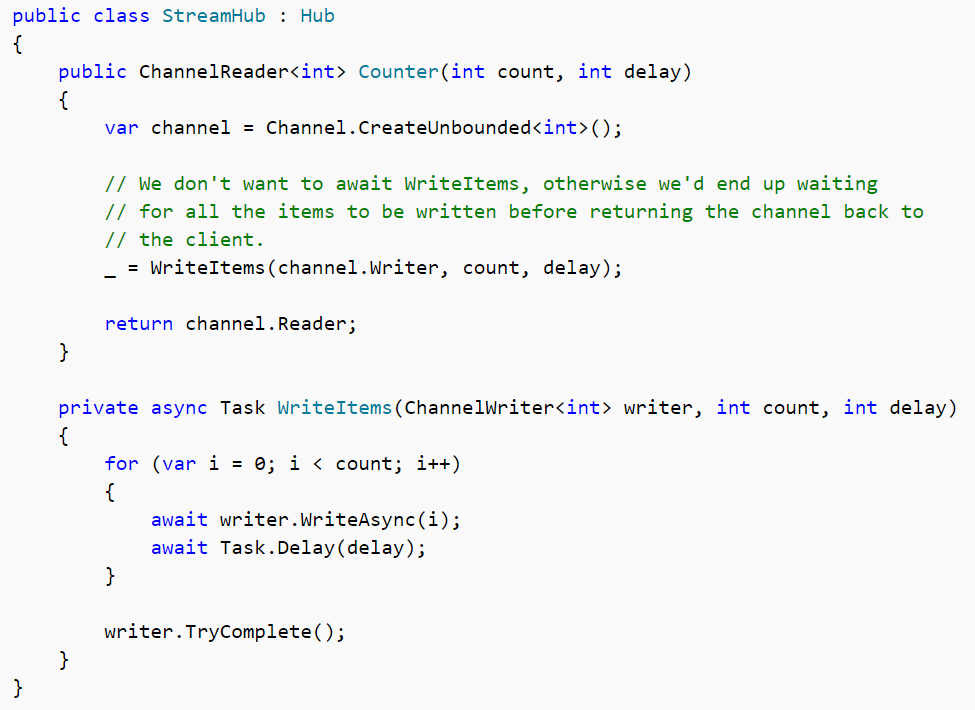 public class StreamHub : Hub
{
    public ChannelReader<int> Counter(int count, int delay)
    {
        var channel = Channel.CreateUnbounded<int>();

        // We don't want to await WriteItems, otherwise we'd end up waiting
        // for all the items to be written before returning the channel back to
        // the client.
        _ = WriteItems(channel.Writer, count, delay);

        return channel.Reader;
    }

    private async Task WriteItems(ChannelWriter<int> writer, int count, int delay)
    {
        for (var i = 0; i < count; i++)
        {
            await writer.WriteAsync(i);
            await Task.Delay(delay);
        }

        writer.TryComplete();
    }
}